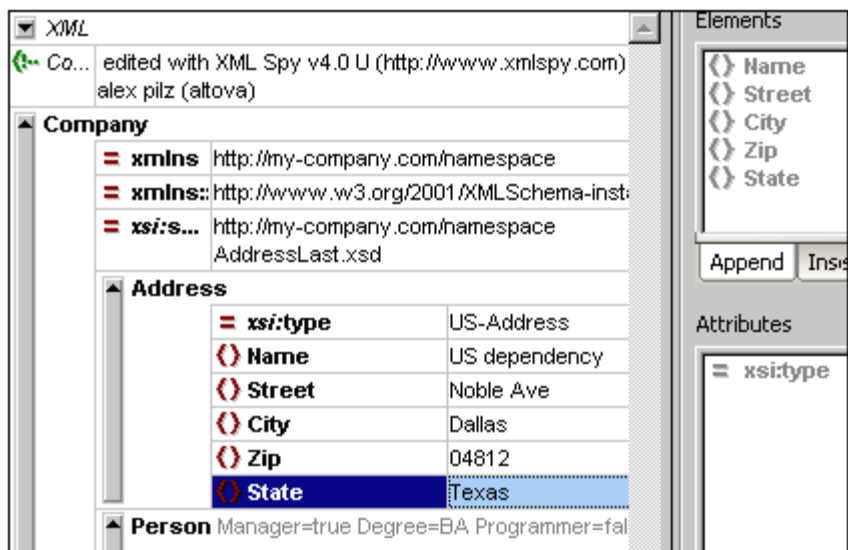 XML
Co... edited with XML Spy v4.0 U (http://www.xmlspy.com)
alex pilz (altova)
Company
= xmlns http://my-company.com/namespace
= xmlns: http://www.w3.org/2001/XMLSchema-insta
= xsi:s... http://my-company.com/namespace
AddressLast.xsd
Address
= xsi:type US-Address
Name US dependency
Street Noble Ave
City Dallas
Zip 04812
State Texas
Person Manager=true Degree=BA Programmer=fal
Elements
Name
Street
City
Zip
State
Append
Attributes
= xsi:type